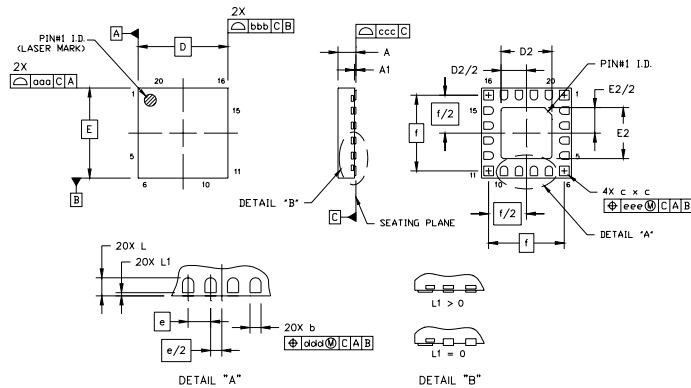 2X
⌓ bbb C B
A
D
PIN#1 I.D.
(LASER MARK)
2X
⌓ aaa C A
20
16
1
15
E
5
11
6
10
B
⌓ ccc C
A
A1
DETAIL "B"
C
SEATING PLANE
D2
D2/2
PIN#1 I.D.
16
20
1
E2/2
f/2
15
f
E2
5
11
10
6
4X c x c
⌖ eee Ⓜ C A B
f/2
f
DETAIL "A"
20X L
20X L1
e
e/2
20X b
⌖ ddd Ⓜ C A B
DETAIL "A"
L1 > 0
L1 = 0
DETAIL "B"